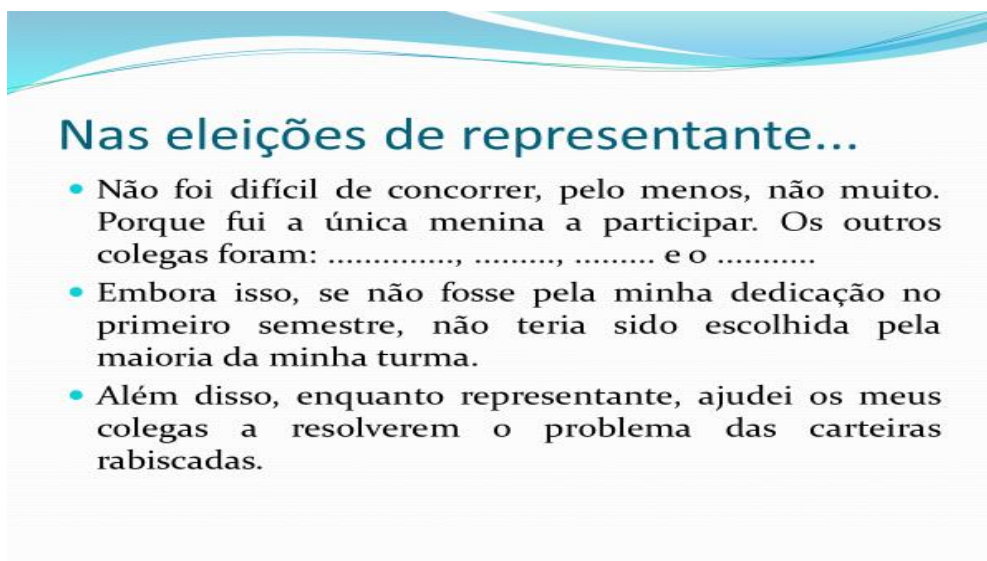 Nas eleições de representante...
• Não foi difícil de concorrer, pelo menos, não muito.
Porque fui a única menina a participar. Os outros
colegas foram: .............., ........., ......... e o ...........
• Embora isso, se não fosse pela minha dedicação no
primeiro semestre, não teria sido escolhida pela
maioria da minha turma.
• Além disso, enquanto representante, ajudei os meus
colegas a resolverem o problema das carteiras
rabiscadas.